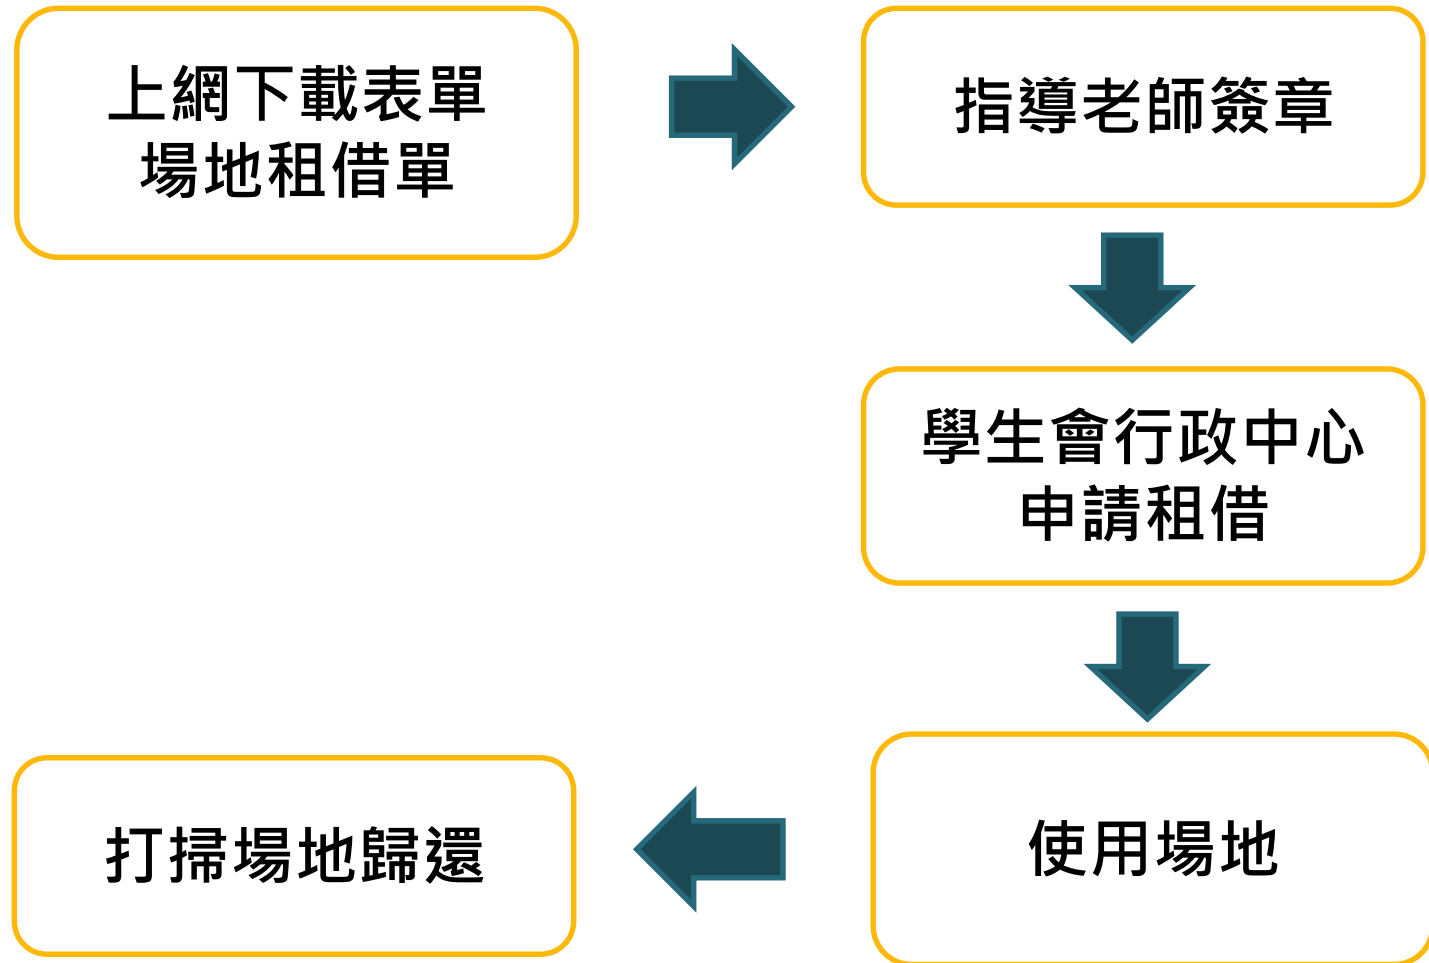 上網下載表單
場地租借單
指導老師簽章
學生會行政中心
申請租借
使用場地
打掃場地歸還